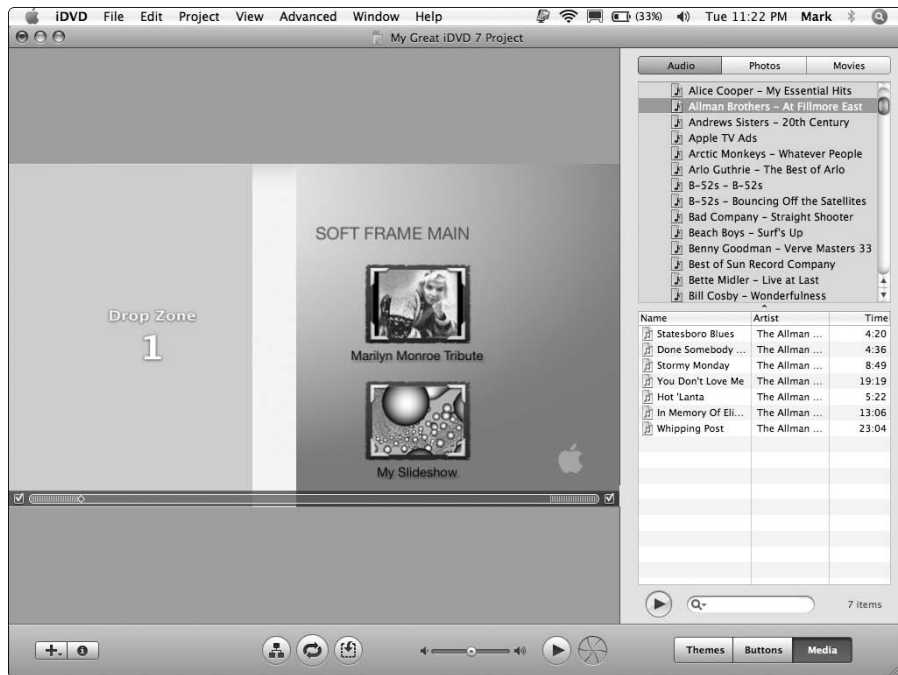 iDVD File Edit Project View Advanced Window Help (33%) Tue 11:22 PM Mark
My Great iDVD 7 Project
Audio Photos Movies
Alice Cooper – My Essential Hits
Allman Brothers – At Fillmore East
Andrews Sisters – 20th Century
Apple TV Ads
Arctic Monkeys – Whatever People
Arlo Guthrie – The Best of Arlo
B–52s – B–52s
B–52s – Bouncing Off the Satellites
Bad Company – Straight Shooter
Beach Boys – Surf's Up
Benny Goodman – Verve Masters 33
Best of Sun Record Company
Bette Midler – Live at Last
Bill Cosby – Wonderfulness
SOFT FRAME MAIN
Drop Zone
1
Marilyn Monroe Tribute
My Slideshow
Name Artist Time
Statesboro Blues The Allman ... 4:20
Done Somebody ... The Allman ... 4:36
Stormy Monday The Allman ... 8:49
You Don't Love Me The Allman ... 19:19
Hot 'Lanta The Allman ... 5:22
In Memory Of Eli... The Allman ... 13:06
Whipping Post The Allman ... 23:04
7 items
Themes Buttons Media